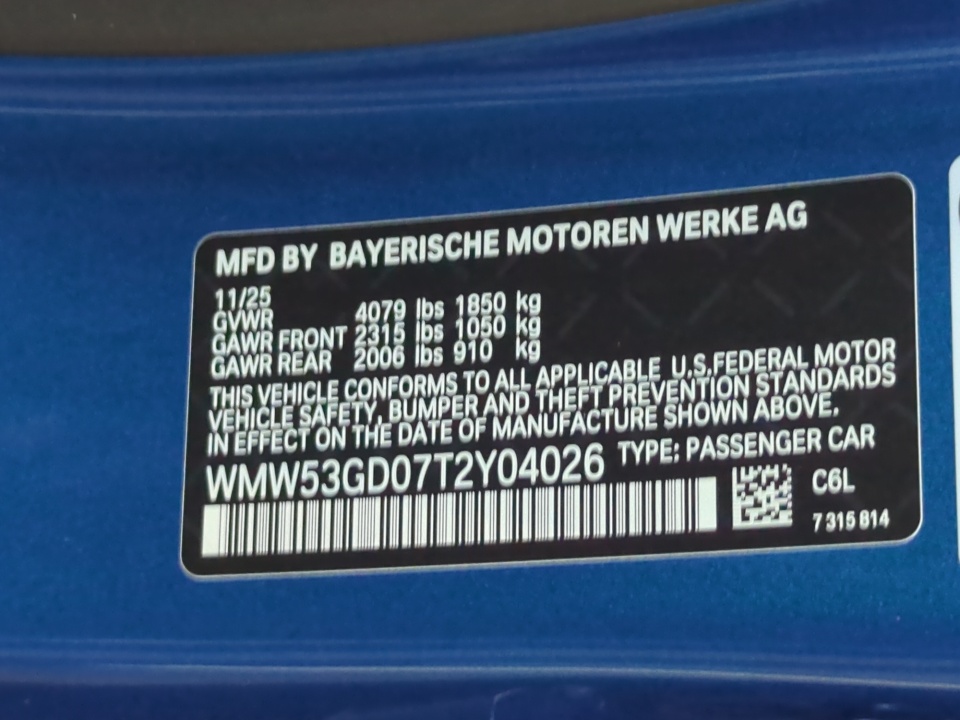 MFD BY BAYERISCHE MOTOREN WERKE AG
11/25
GVWR 4079 lbs 1850 kg
GAWR FRONT 2315 lbs 1050 kg
GAWR REAR 2006 lbs 910 kg
THIS VEHICLE CONFORMS TO ALL APPLICABLE U.S.FEDERAL MOTOR
VEHICLE SAFETY, BUMPER AND THEFT PREVENTION STANDARDS
IN EFFECT ON THE DATE OF MANUFACTURE SHOWN ABOVE.
WMW53GD07T2Y04026 TYPE: PASSENGER CAR
C6L
7 315 814